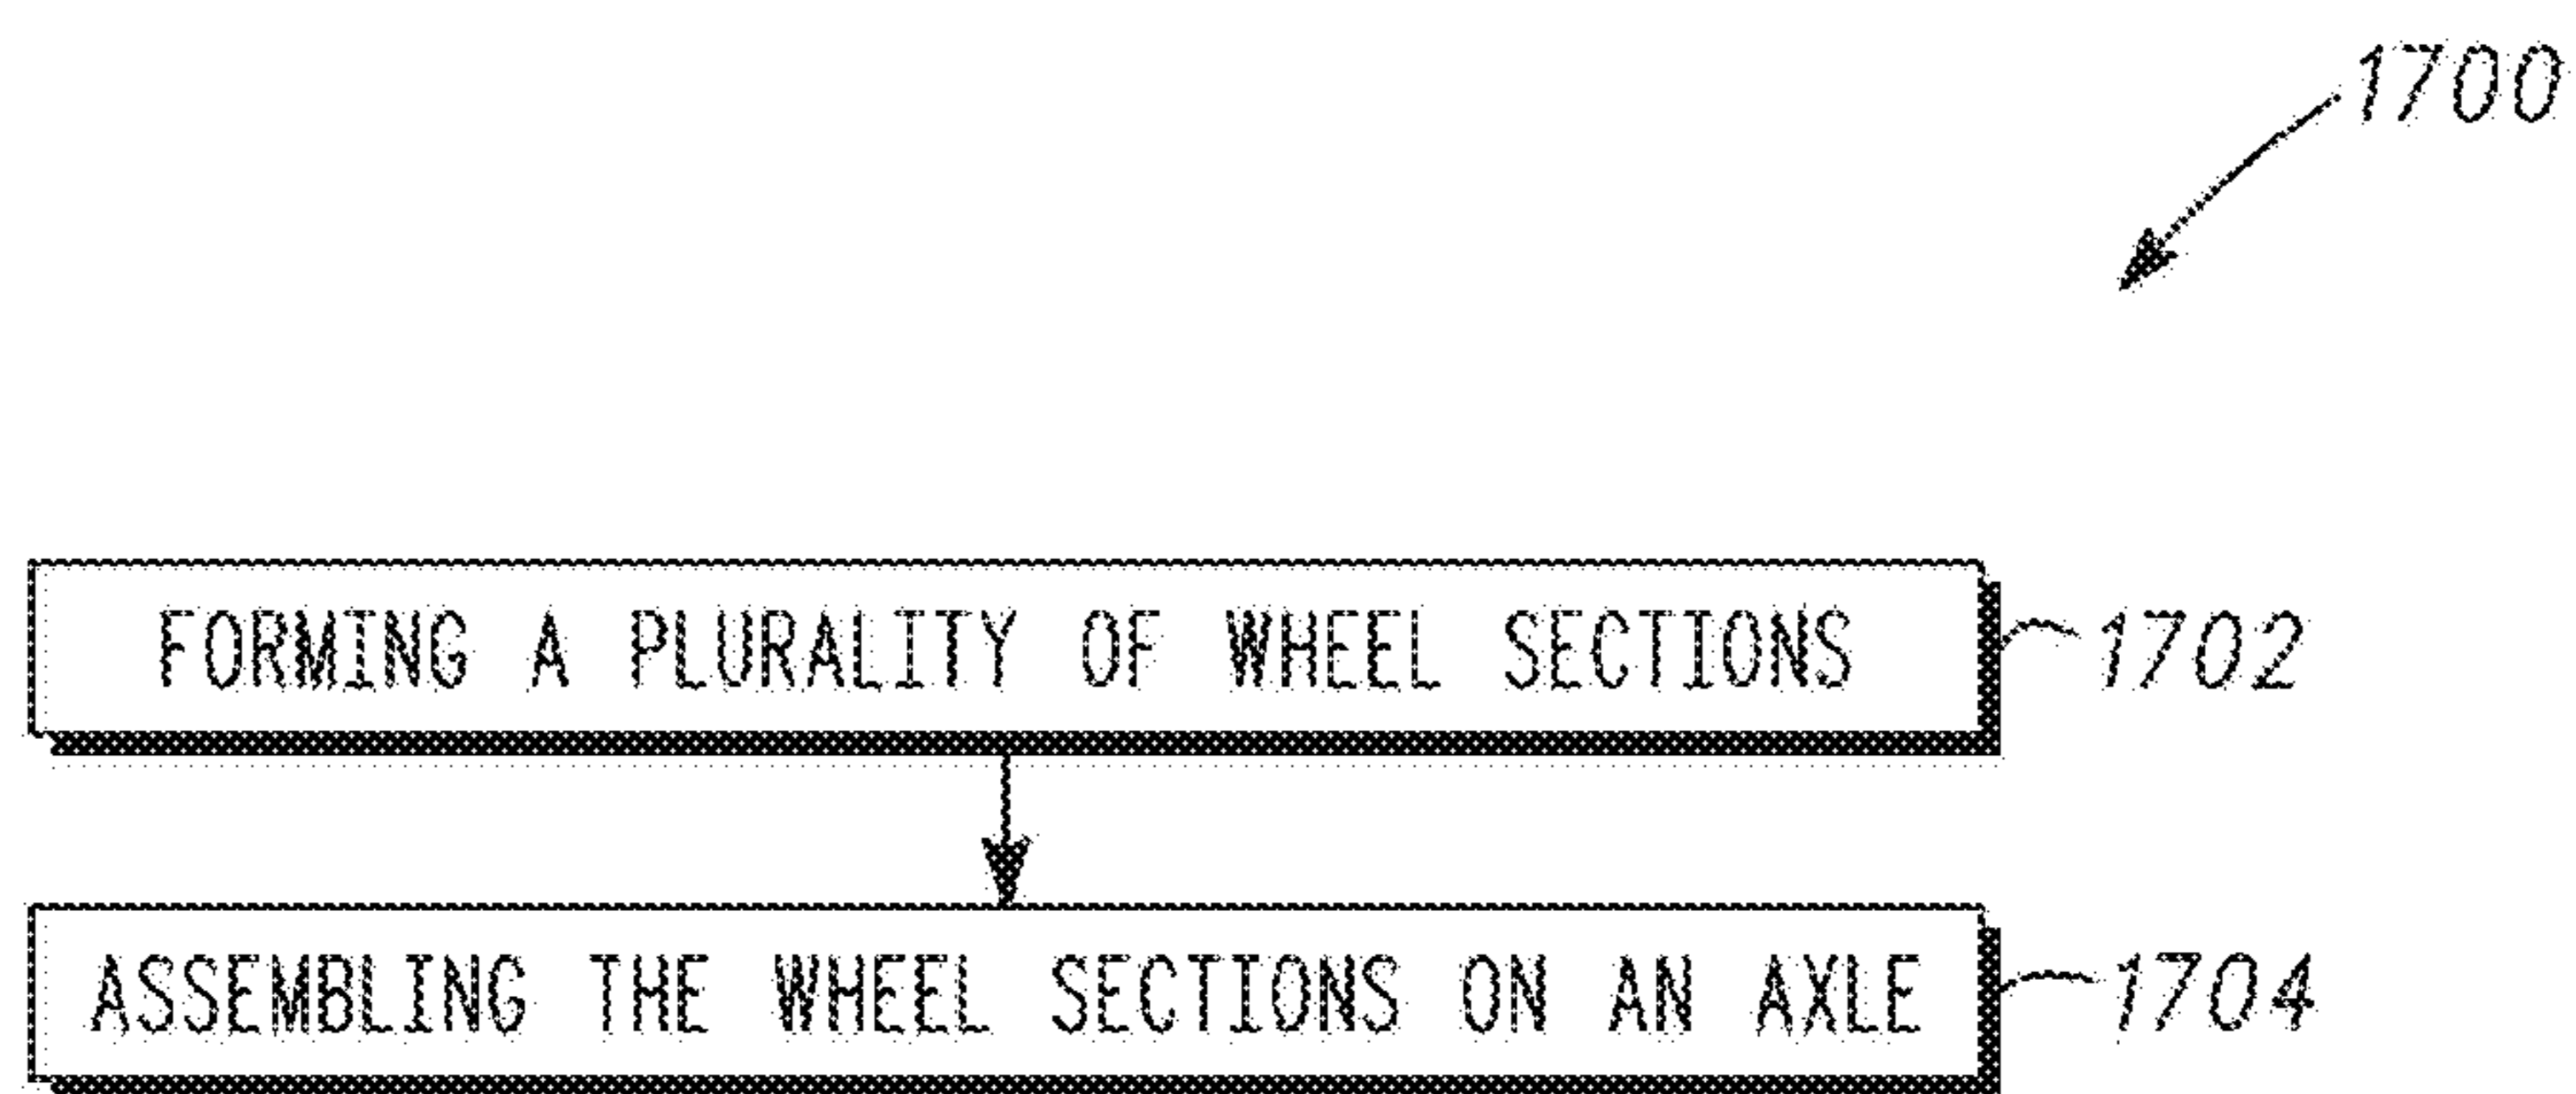 1700
FORMING A PLURALITY OF WHEEL SECTIONS 1702
ASSEMBLING THE WHEEL SECTIONS ON AN AXLE 1704